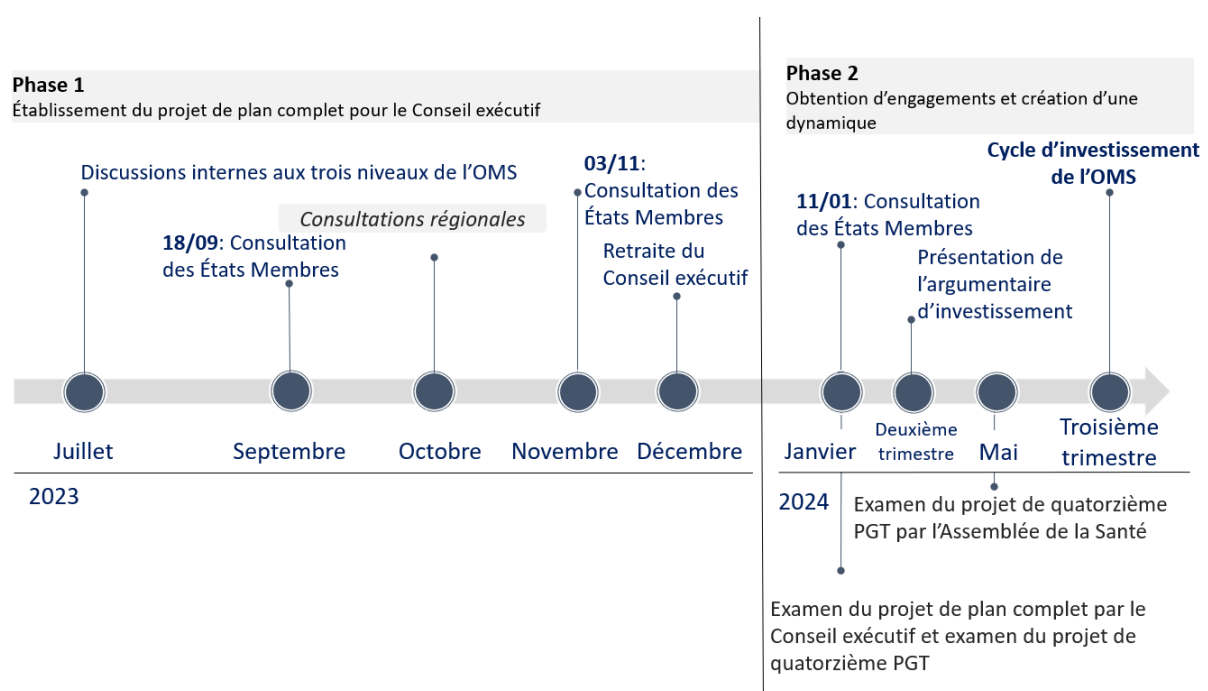 Phase 1
Établissement du projet de plan complet pour le Conseil exécutif
Discussions internes aux trois niveaux de l’OMS
18/09: Consultation
des États Membres
Consultations régionales
03/11:
Consultation des
États Membres
Retraite du
Conseil exécutif
Juillet
Septembre
Octobre
Novembre
Décembre
2023
Phase 2
Obtention d’engagements et création d’une
dynamique
11/01: Consultation
des États Membres
Présentation de
l’argumentaire
d’investissement
Cycle d’investissement
de l’OMS
Janvier
Deuxième
trimestre
Mai
Troisième
trimestre
2024
Examen du projet de quatorzième
PGT par l’Assemblée de la Santé
Examen du projet de plan complet par le
Conseil exécutif et examen du projet de
quatorzième PGT